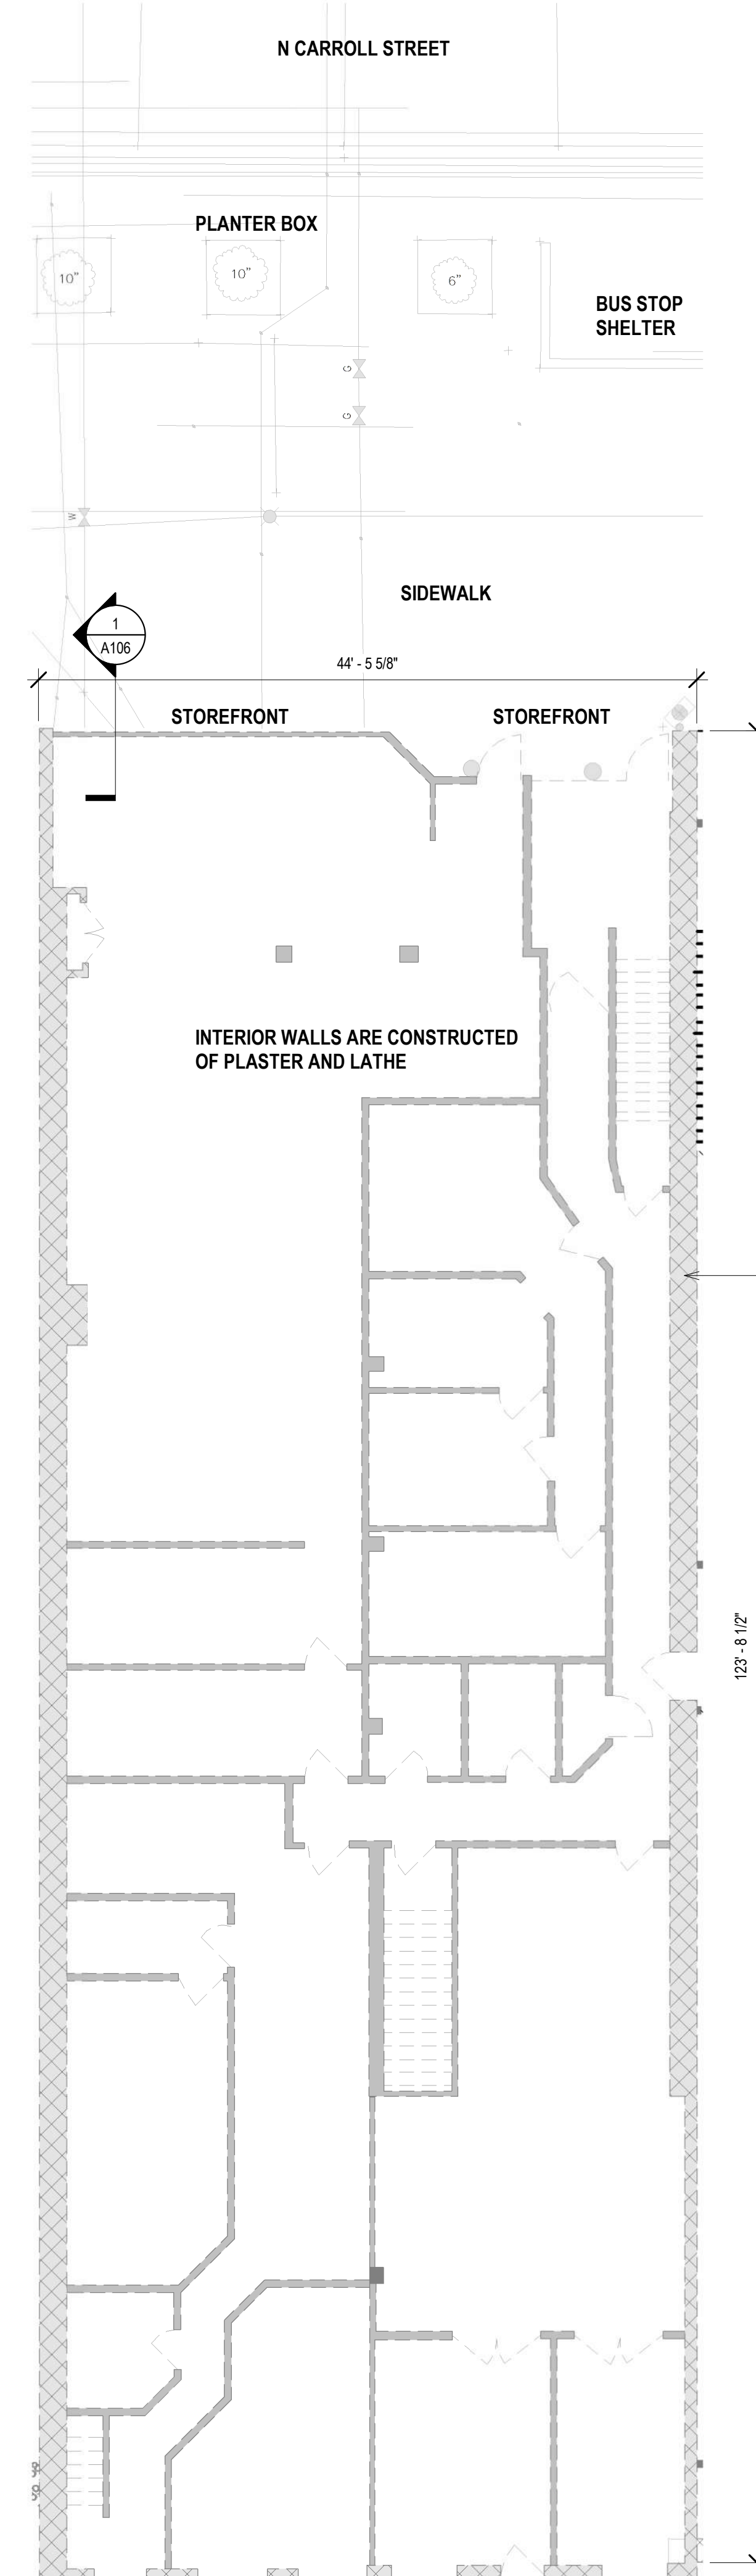 N CARROLL STREET
PLANTER BOX
10"
10"
6"
BUS STOP
SHELTER
G
G
W
SIDEWALK
1
A106
44' - 5 5/8"
STOREFRONT
STOREFRONT
INTERIOR WALLS ARE CONSTRUCTED
OF PLASTER AND LATHE
123' - 8 1/2"